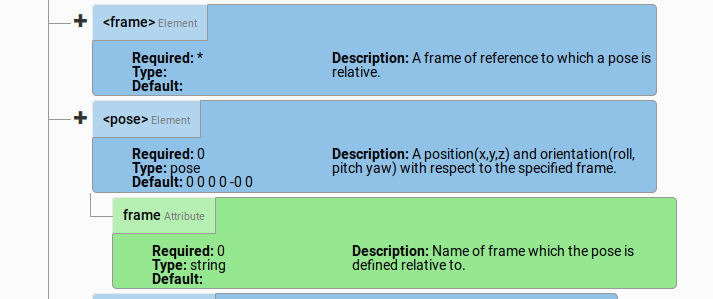 <frame> Element
Required: *
Type:
Default:
Description: A frame of reference to which a pose is
relative.
<pose> Element
Required: 0
Type: pose
Default: 0 0 0 0 -0 0
Description: A position(x,y,z) and orientation(roll,
pitch yaw) with respect to the specified frame.
frame Attribute
Required: 0
Type: string
Default:
Description: Name of frame which the pose is
defined relative to.